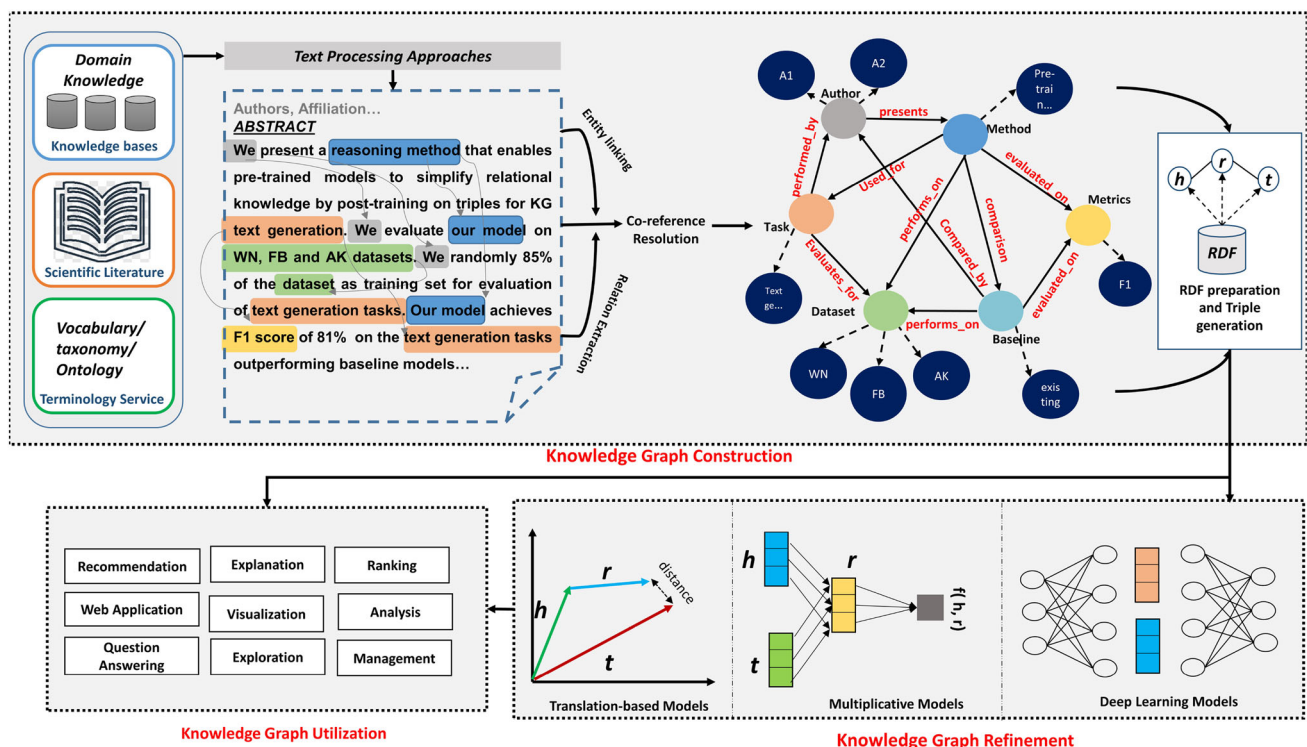 Domain
Knowledge
Knowledge bases
Scientific Literature
Vocabulary/
taxonomy/
Ontology
Terminology Service
Text Processing Approaches
Authors, Affiliation…
ABSTRACT
We present a reasoning method that enables
pre-trained models to simplify relational
knowledge by post-training on triples for KG
text generation. We evaluate our model on
WN, FB and AK datasets. We randomly 85%
of the dataset as training set for evaluation
of text generation tasks. Our model achieves
F1 score of 81% on the text generation tasks
outperforming baseline models…
Entity linking
Co-reference
Resolution
Relation Extraction
A1
A2
Author
presents
Pre-
train...
Method
performed_by
Used_for
evaluated_on
performs_on
comparison
Metrics
Task
Evaluates_for
Compared_by
evaluated_on
Text
ge...
F1
Dataset
performs_on
Baseline
WN
FB
AK
exis
ting
h
r
t
RDF
RDF preparation
and Triple
generation
Knowledge Graph Construction
Recommendation
Explanation
Ranking
Web Application
Visualization
Analysis
Question
Answering
Exploration
Management
Knowledge Graph Utilization
h
r
distance
t
Translation-based Models
h
r
t
f( h, r)
Multiplicative Models
Deep Learning Models
Knowledge Graph Refinement